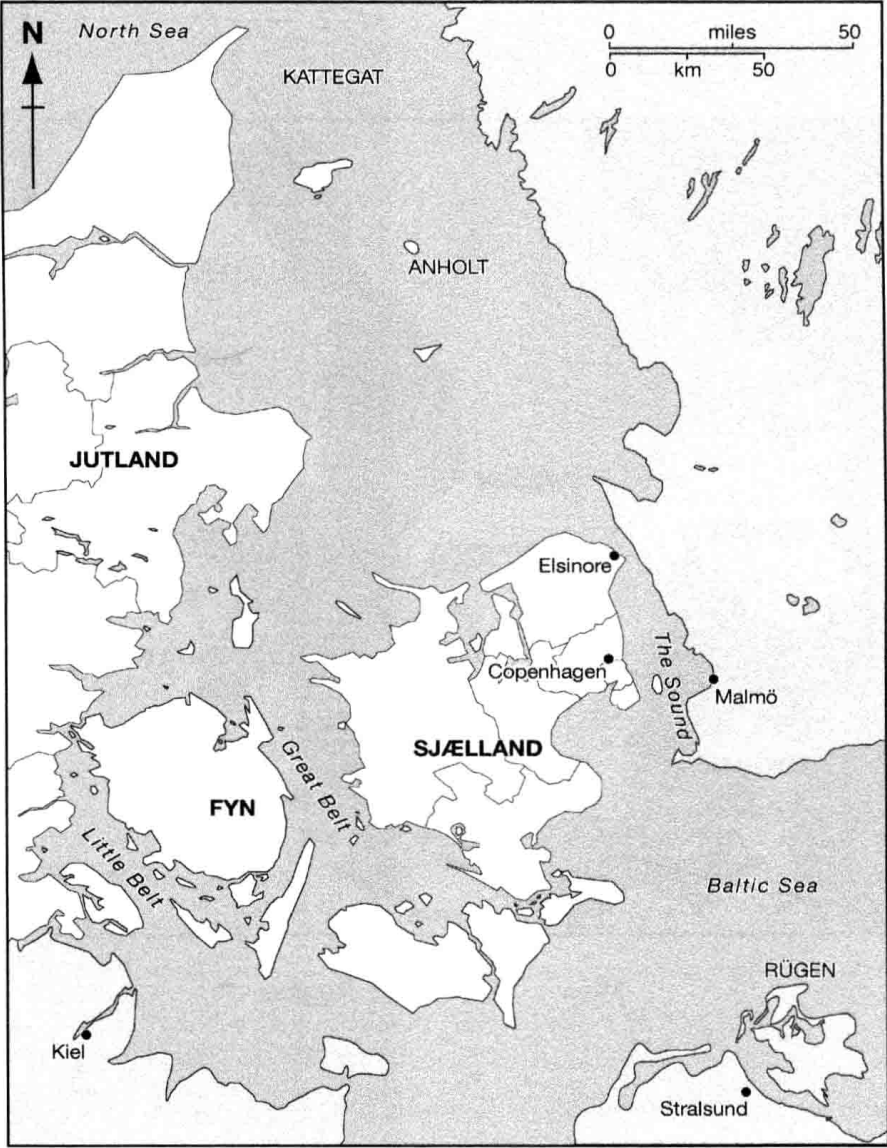 N
North Sea
KATTEGAT
0 miles 50
0 km 50
ANHOLT
JUTLAND
Elsinore
Copenhagen
The Sound
Malmö
SJÆLLAND
Great Belt
FYN
Little Belt
Baltic Sea
RÜGEN
Kiel
Stralsund